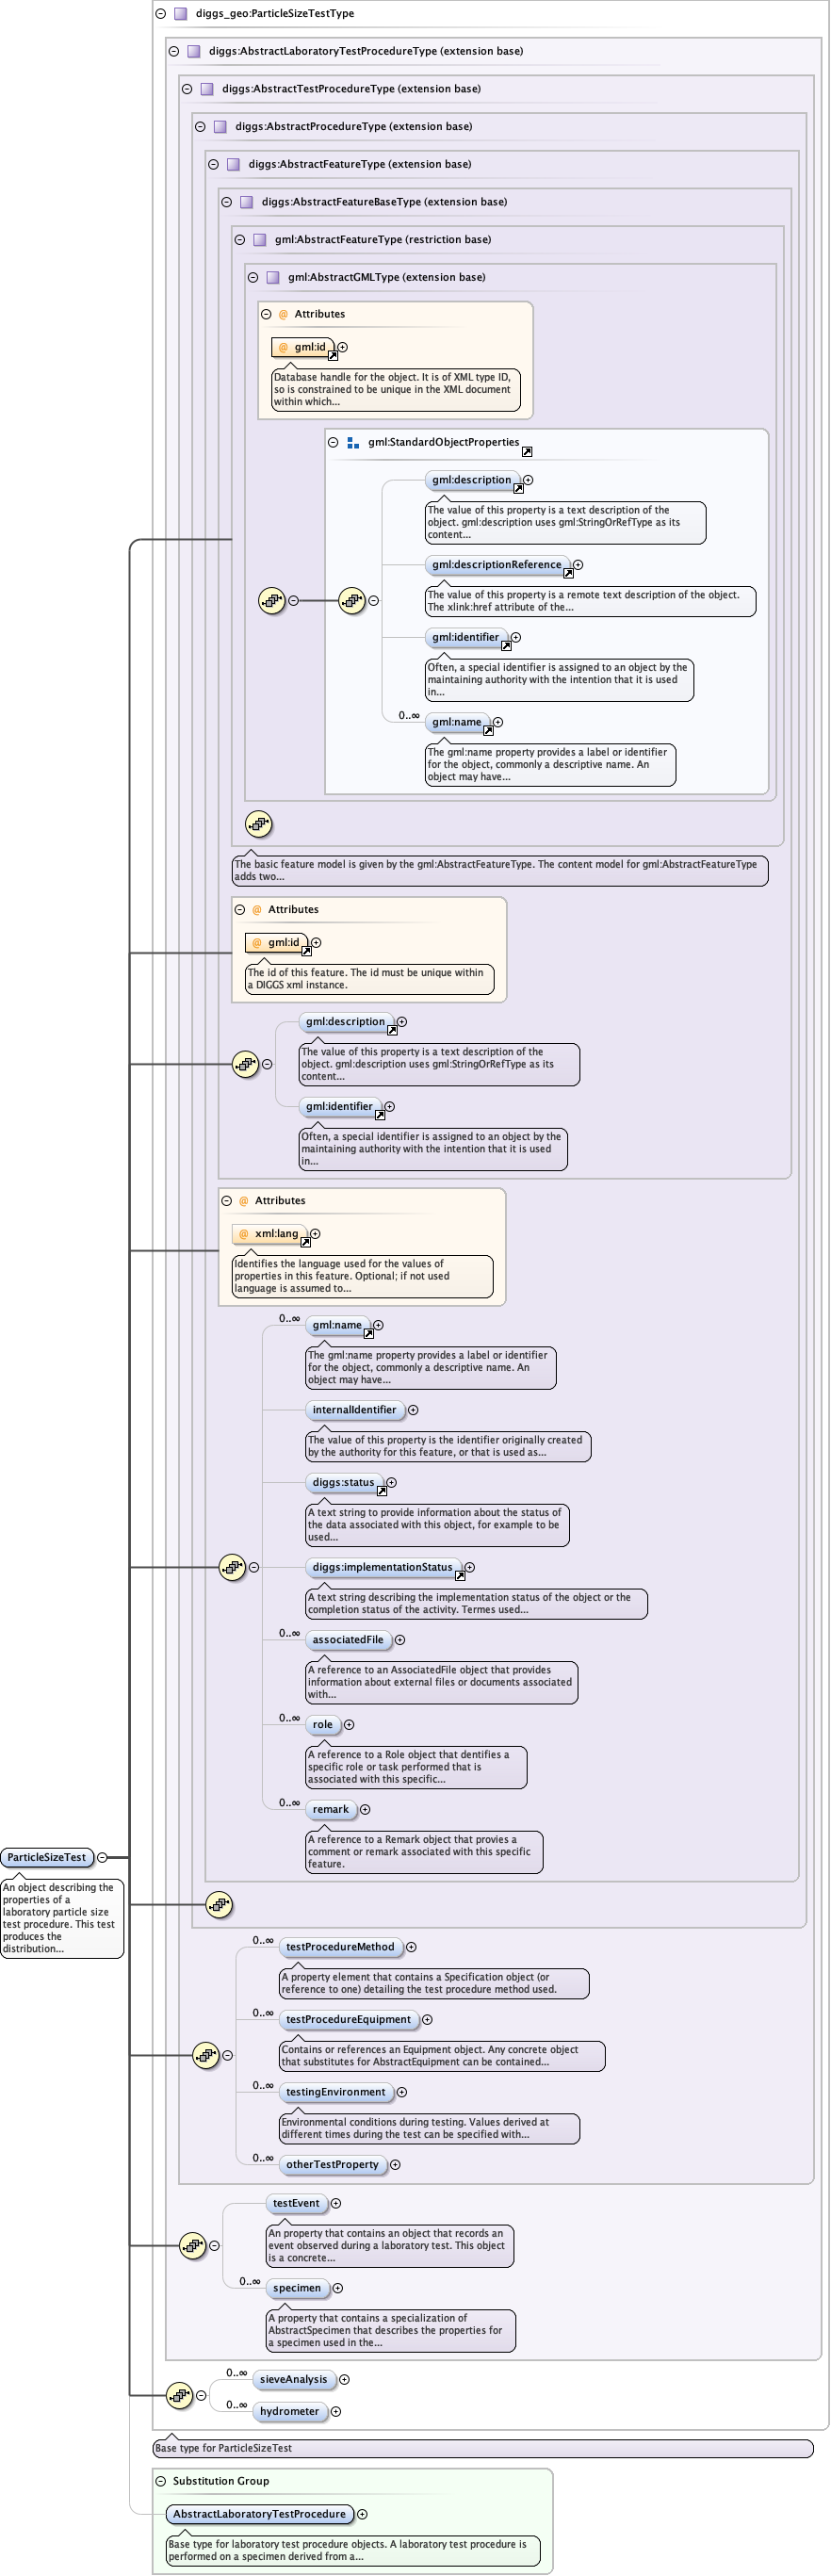 diggs_geo:ParticleSizeTestType
diggs:AbstractLaboratoryTestProcedureType (extension base)
diggs:AbstractTestProcedureType (extension base)
diggs:AbstractProcedureType (extension base)
diggs:AbstractFeatureType (extension base)
diggs:AbstractFeatureBaseType (extension base)
gml:AbstractFeatureType (restriction base)
gml:AbstractGMLType (extension base)
@ Attributes
@ gml:id
Database handle for the object. It is of XML type ID,
so is constrained to be unique in the XML document
within which...
gml:StandardObjectProperties
gml:description
The value of this property is a text description of the
object. gml:description uses gml:StringOrRefType as its
content...
gml:descriptionReference
The value of this property is a remote text description of the object.
The xlink:href attribute of the...
gml:identifier
Often, a special identifier is assigned to an object by the
maintaining authority with the intention that it is used
in...
0..∞
gml:name
The gml:name property provides a label or identifier
for the object, commonly a descriptive name. An
object may have...
The basic feature model is given by the gml:AbstractFeatureType. The content model for gml:AbstractFeatureType
adds two...
@ Attributes
@ gml:id
The id of this feature. The id must be unique within
a DIGGS xml instance.
gml:description
The value of this property is a text description of the
object. gml:description uses gml:StringOrRefType as its
content...
gml:identifier
Often, a special identifier is assigned to an object by the
maintaining authority with the intention that it is used
in...
@ Attributes
@ xml:lang
Identifies the language used for the values of
properties in this feature. Optional; if not used
language is assumed to...
0..∞
gml:name
The gml:name property provides a label or identifier
for the object, commonly a descriptive name. An
object may have...
internalIdentifier
The value of this property is the identifier originally created
by the authority for this feature, or that is used as...
diggs:status
A text string to provide information about the status of
the data associated with this object, for example to be
used...
diggs:implementationStatus
A text string describing the implementation status of the object or the
completion status of the activity. Termes used...
0..∞
associatedFile
A reference to an AssociatedFile object that provides
information about external files or documents associated
with...
0..∞
role
A reference to a Role object that dentifies a
specific role or task performed that is
associated with this specific...
0..∞
remark
A reference to a Remark object that provies a
comment or remark associated with this specific
feature.
ParticleSizeTest
An object describing the
properties of a
laboratory particle size
test procedure. This test
produces the
distribution...
0..∞
testProcedureMethod
A property element that contains a Specification object (or
reference to one) detailing the test procedure method used.
0..∞
testProcedureEquipment
Contains or references an Equipment object. Any concrete object
that substitutes for AbstractEquipment can be contained...
0..∞
testingEnvironment
Environmental conditions during testing. Values derived at
different times during the test can be specified with...
0..∞
otherTestProperty
testEvent
An property that contains an object that records an
event observed during a laboratory test. This object
is a concrete...
0..∞
specimen
A property that contains a specialization of
AbstractSpecimen that describes the properties for
a specimen used in the...
0..∞
sieveAnalysis
0..∞
hydrometer
Base type for ParticleSizeTest
Substitution Group
AbstractLaboratoryTestProcedure
Base type for laboratory test procedure objects. A laboratory test procedure is
performed on a specimen derived from a...